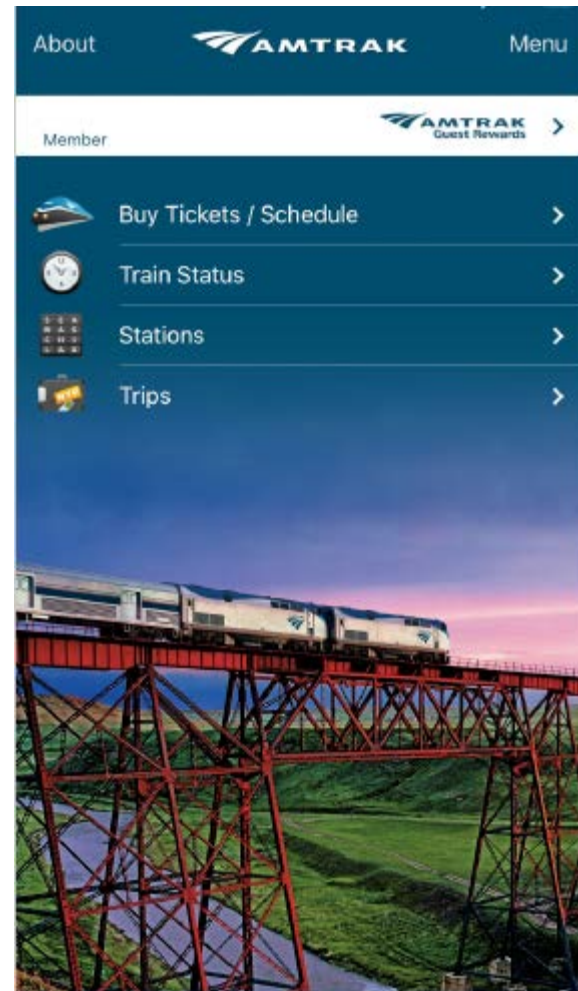 About AMTRAK Menu
Member AMTRAK
Guest Rewards
Buy Tickets / Schedule
Train Status
Stations
Trips